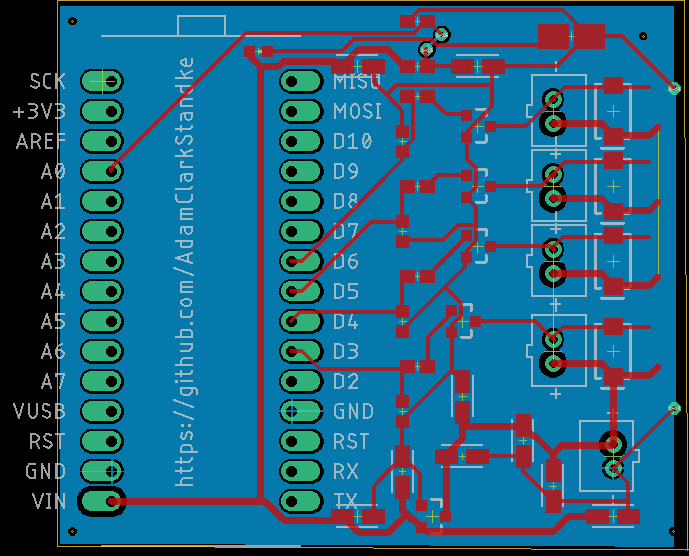 SCK
+3V3
AREF
A0
A1
A2
A3
A4
A5
A6
A7
VUSB
RST
GND
VIN
https://github.com/AdamClarkStandke
MISO
MOSI
D10
D9
D8
D7
D6
D5
D4
D3
D2
GND
RST
RX
TX